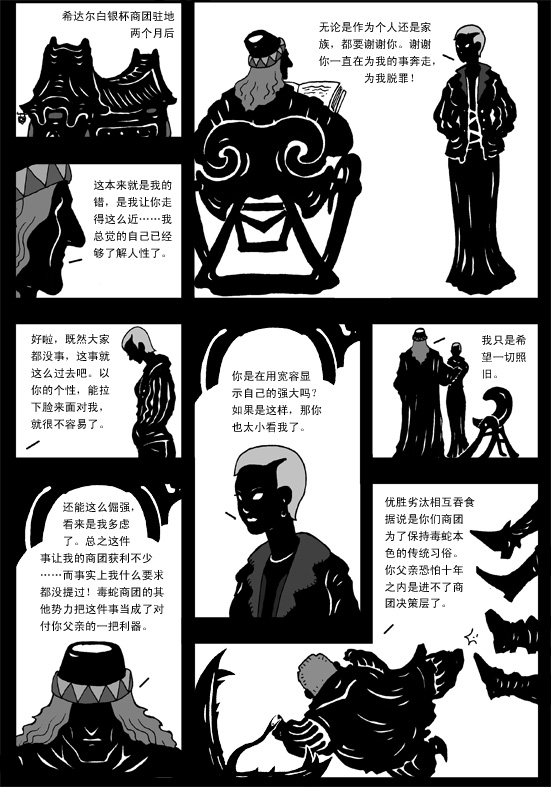 希达尔白银杯商团驻地
两个月后
无论是作为个人还是家
族，都要谢谢你。谢谢
你一直在为我的事奔走，
为我脱罪！
这本来就是我的
错，是我让你走
得这么近……我
总觉的自己已经
够了解人性了。
好啦，既然大家
都没事，这事就
这么过去吧。以
你的个性，能拉
下脸来面对我，
就很不容易了。
你是在用宽容显
示自己的强大吗？
如果是这样，那你
也太小看我了。
我只是希
望一切照
旧。
还能这么倔强，
看来是我多虑
了。总之这件
事让我的商团获利不少
……而事实上我什么要求
都没提过！毒蛇商团的其
他势力把这件事当成了对
付你父亲的一把利器。
优胜劣汰相互吞食
据说是你们商团
为了保持毒蛇本
色的传统习俗。
你父亲恐怕十年
之内是进不了商
团决策层了。